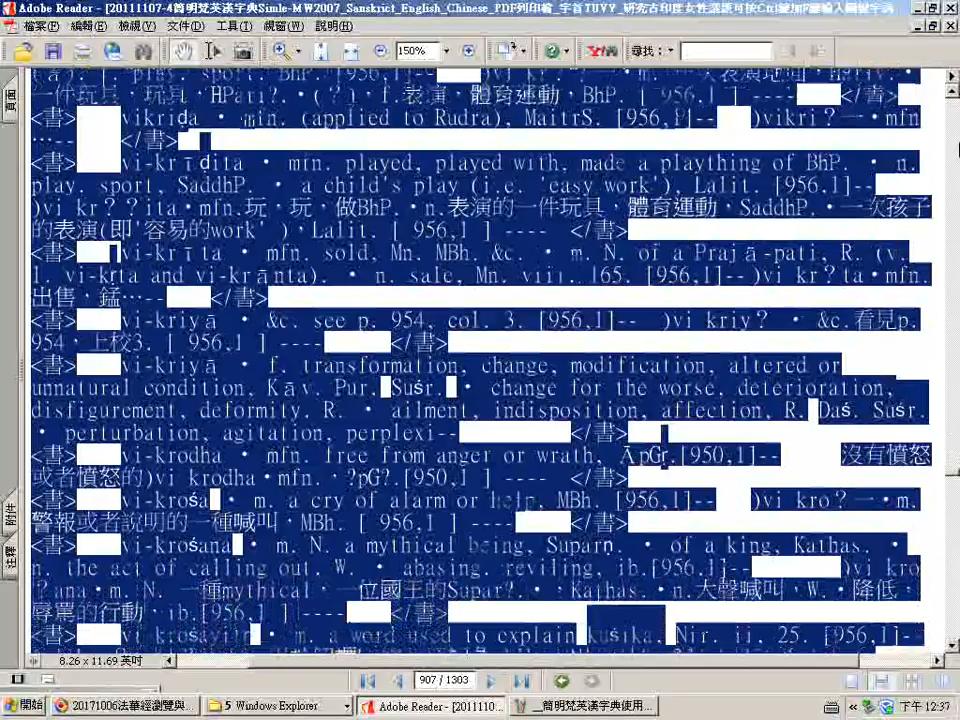 Adobe Reader - [20111107-4簡明梵英漢字典Simle-MW2007_Sanskrit_English_Chinese_PDF列印檔_字首TUVY_研究古印度女性認認可按Ctrl鍵加F鍵輸入關鍵字詞
檔案(F) 編輯(E) 檢視(V) 文件(D) 工具(T) 視窗(W) 說明(H)
150% 尋找：
頁面
一件玩具，玩具，HPati?. ‧ (？), f.表演，體育運動，BhP. [ 956,1 ] ---- </書>
<書> vikriḍa ‧ mfn. (applied to Rudra), MaitrS. [956,1]-- )vikri？一‧mfn
…-- </書>
<書> vi-krīḍita ‧ mfn. played, played with, made a plaything of BhP. ‧ n.
play. sport, SaddhP. ‧ a child's play (i.e. 'easy work'), Lalit. [956,1]--
)vi kr？？ita‧mfn.玩，玩，做BhP.‧n.表演的一件玩具，體育運動，SaddhP.‧一次孩子
的表演(即'容易的work' )，Lalit. [ 956,1 ] ---- </書>
<書> vi-krīta ‧ mfn. sold, Mn. MBh. &c. ‧ m. N. of a Prajā-pati, R. (v.
l. vi-kṛta and vi-krānta). ‧ n. sale, Mn. viii. 165. [956,1]--)vi kr？ta‧mfn.
出售，錳…-- </書>
<書> vi-kriyā ‧ &c. see p. 954, col. 3. [956,1]-- )vi kriy？ ‧ &c.看見p.
954，上校3. [ 956,1 ] ---- </書>
<書> vi-kriyā ‧ f. transformation, change, modification, altered or
unnatural condition, Kāv. Pur. Suśr. ‧ change for the worse, deterioration,
disfigurement, deformity. R. ‧ ailment, indisposition, affection, R. Daś. Suśr.
‧ perturbation, agitation, perplexi-- </書>
<書> vi-krodha ‧ mfn. free from anger or wrath, ĀpGṛ.[950,1]-- 沒有憤怒
或者憤怒的)vi krodha‧mfn. ‧?pG?.[950,1] ---- </書>
<書> vi-krośa ‧ m. a cry of alarm or help, MBh. [956,1]-- )vi kro？一‧m.
警報或者說明的一種喊叫，MBh. [ 956,1 ] ---- </書>
<書> vi-krośana ‧ m. N. a mythical being, Suparṇ. ‧ of a king, Kathas. ‧
n. the act of calling out, W. ‧ abasing. reviling, ib.[956,1]-- )vi kro
？ana‧m. N. 一種mythical，一位國王的Supar?. ‧ Kathas. ‧ n.大聲喊叫，W.‧降低，
辱罵的行動，ib.[956,1 ] ---- </書>
<書> vi krośayitṛ ‧ m. a word used to explain kuśika. Nir. ii, 25. [956,1]--
附件
注釋
8.26 x 11.69 英吋
907 / 1303
開始 20171006法華經瀏覽與... 5 Windows Explorer Adobe Reader - [2011110... __簡明梵英漢字典使用... 下午 12:37